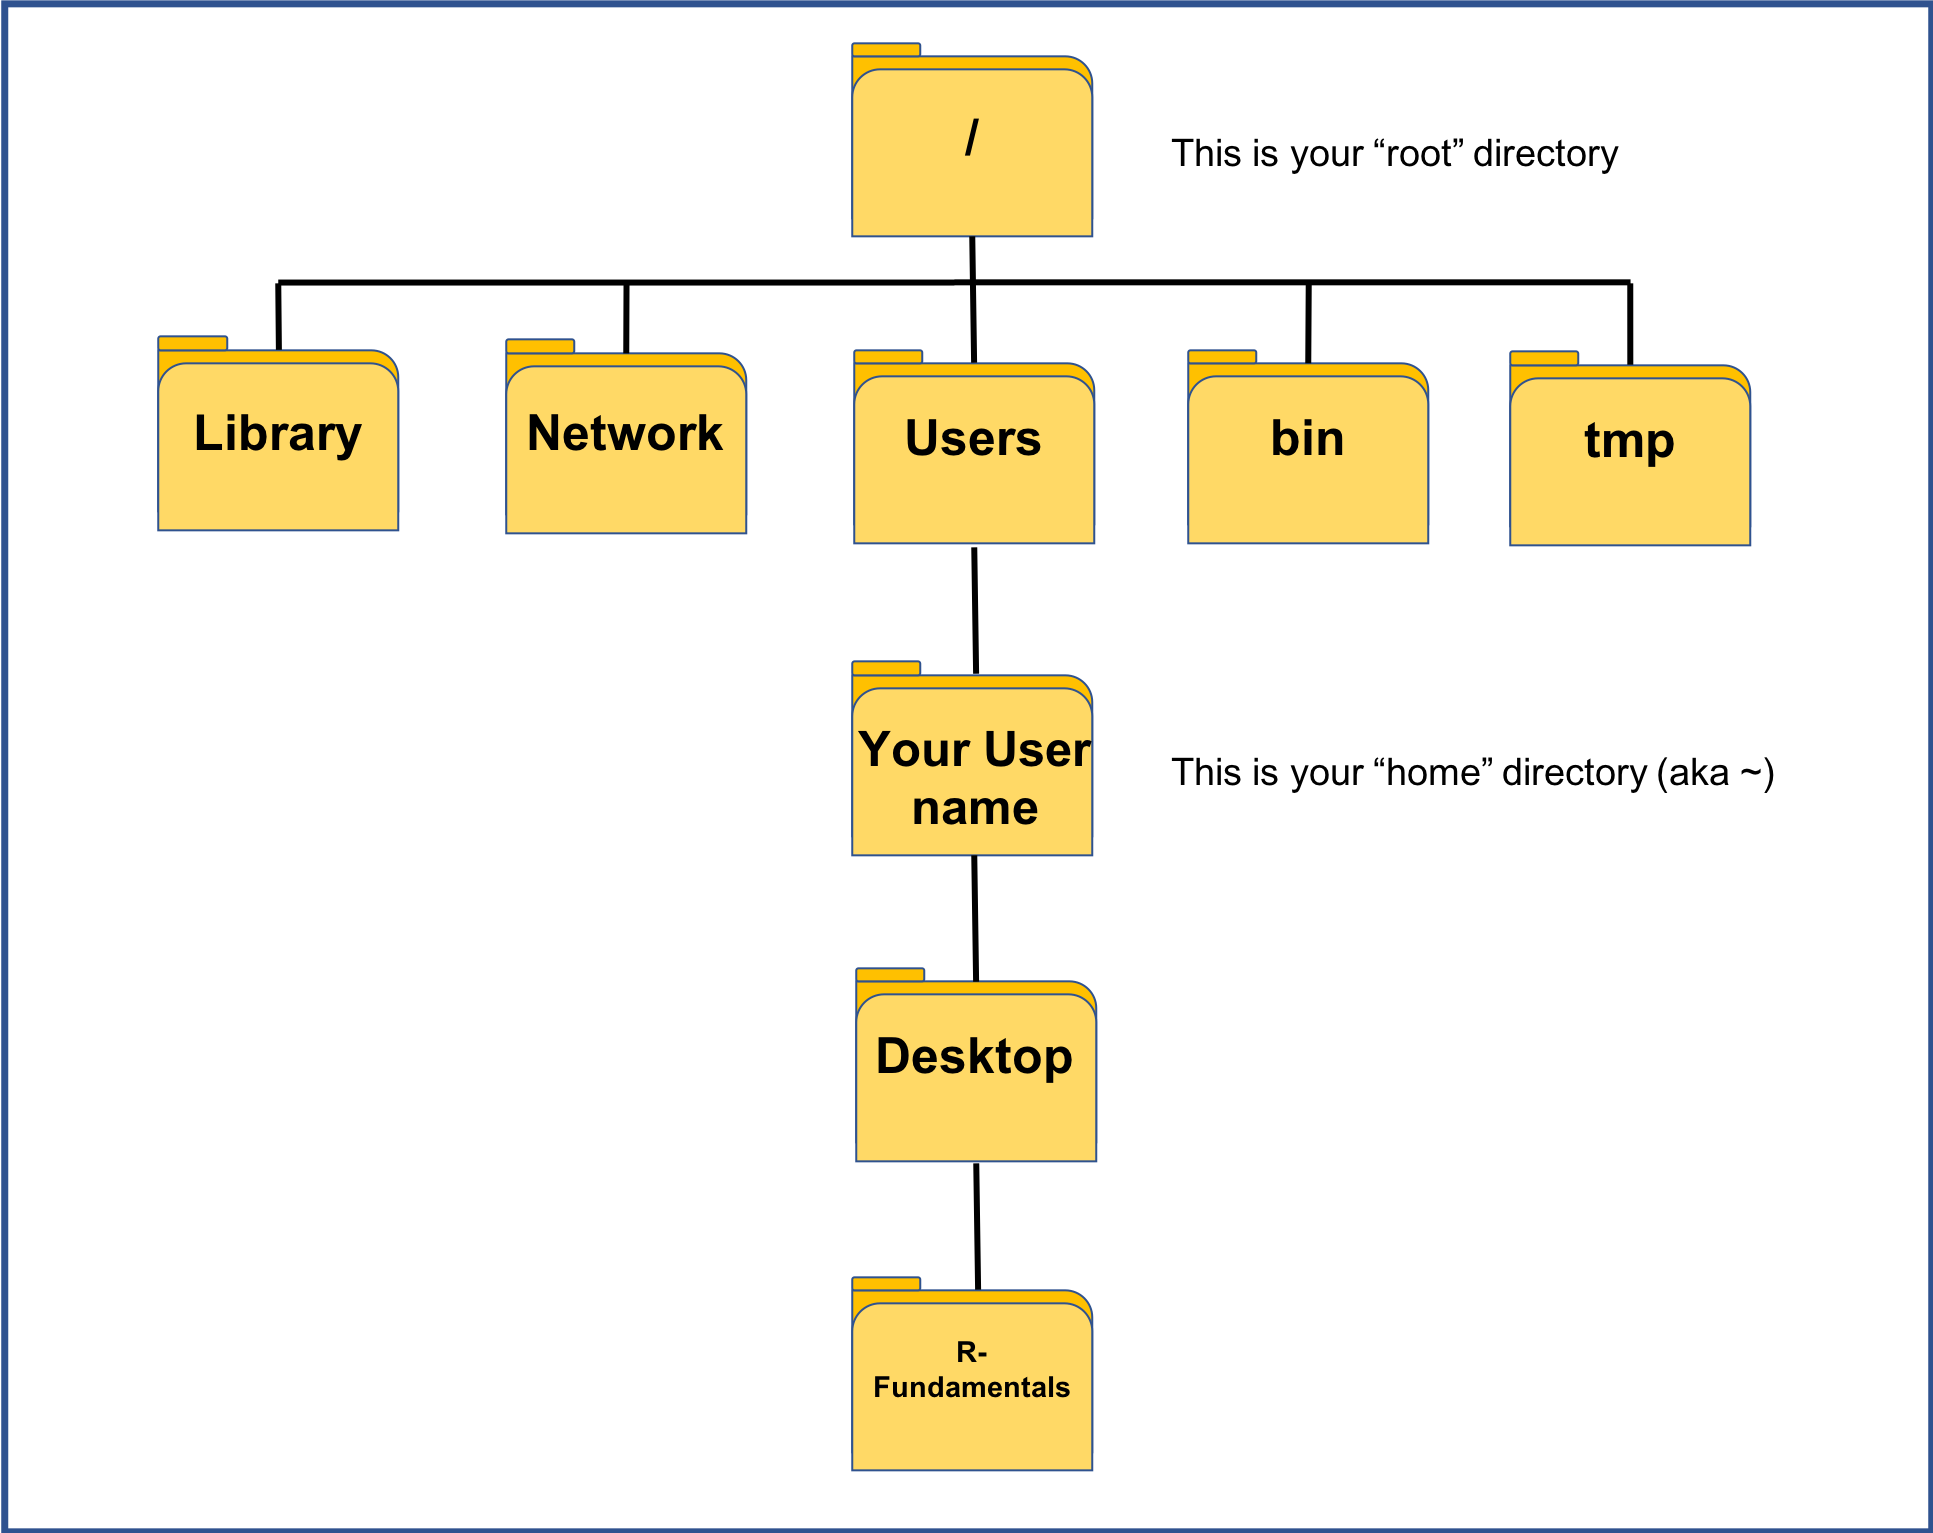 /
This is your “root” directory
Library
Network
Users
bin
tmp
Your User
name
This is your “home” directory (aka ~)
Desktop
R-
Fundamentals